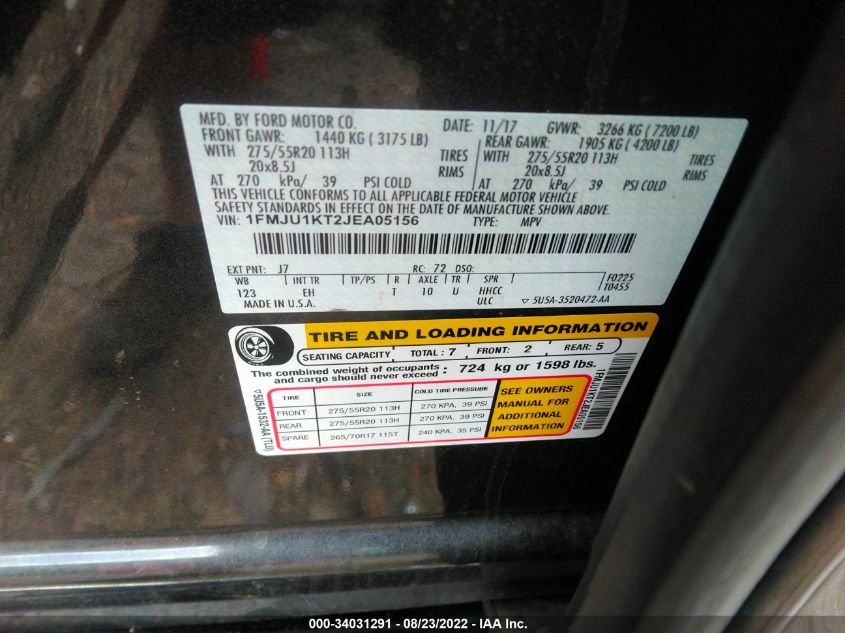 MFD. BY FORD MOTOR CO. DATE: 11/17 GVWR: 3266 KG ( 7200 LB)
FRONT GAWR: 1440 KG ( 3175 LB) REAR GAWR: 1905 KG ( 4200 LB)
WITH 275/55R20 113H TIRES WITH 275/55R20 113H TIRES
20x8.5J RIMS 20x8.5J RIMS
AT 270 kPa/ 39 PSI COLD AT 270 kPa/ 39 PSI COLD
THIS VEHICLE CONFORMS TO ALL APPLICABLE FEDERAL MOTOR VEHICLE
SAFETY STANDARDS IN EFFECT ON THE DATE OF MANUFACTURE SHOWN ABOVE.
VIN: 1FMJU1KT2JEA05156 TYPE: MPV
EXT PNT: J7 RC: 72 DSO: F0225
WB INT TR TP/PS R AXLE TR SPR T0455
123 EH T 10 U HHCC
MADE IN U.S.A. ULC ▽ 5U5A-3520472-AA
TIRE AND LOADING INFORMATION
SEATING CAPACITY TOTAL : 7 FRONT: 2 REAR: 5
The combined weight of occupants and cargo should never exceed : 724 kg or 1598 lbs.
TIRE SIZE COLD TIRE PRESSURE
FRONT 275/55R20 113H 270 KPA, 39 PSI
REAR 275/55R20 113H 270 KPA, 39 PSI
SPARE 265/70R17 115T 240 KPA, 35 PSI
SEE OWNERS
MANUAL FOR
ADDITIONAL
INFORMATION
▽5U5A-1532-AA (TLU)
1FMJU1KT2JEA05156
000-34031291 - 08/23/2022 - IAA Inc.